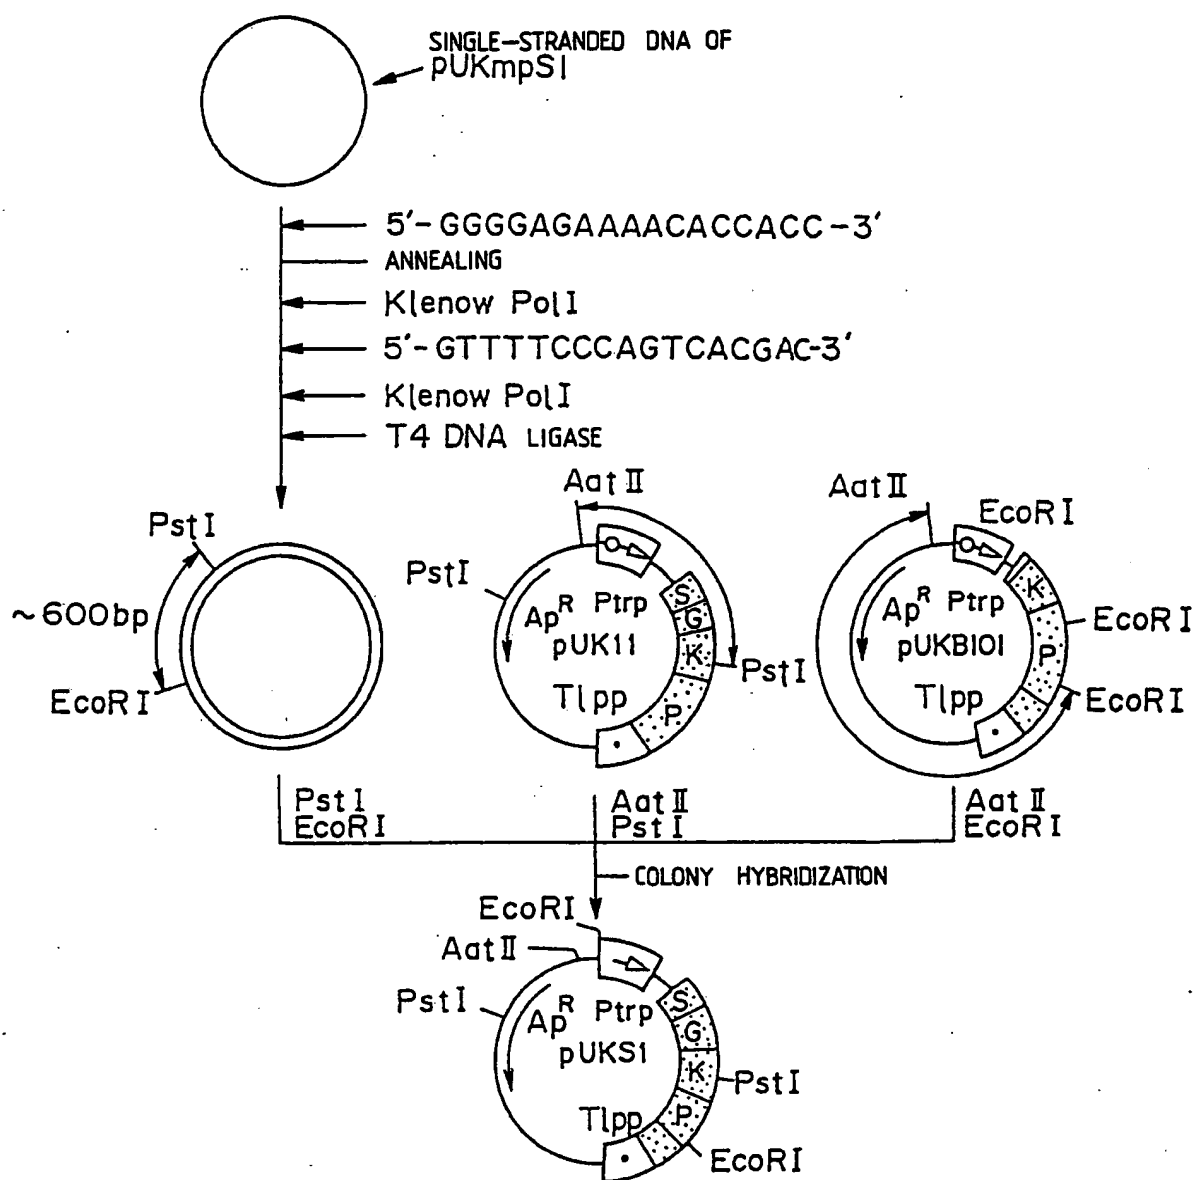 SINGLE-STRANDED DNA OF
pUKmpS1
5'-GGGGAGAAAACACCACC-3'
ANNEALING
Klenow PolI
5'-GTTTTCCCAGTCACGAC-3'
Klenow PolI
T4 DNA LIGASE
PstI
~600bp
EcoRI
AatII
PstI
Ap^R Ptrp
pUK11
Tlpp
S
G
K
P
PstI
AatII
EcoRI
Ap^R Ptrp
pUKB101
Tlpp
K
P
EcoRI
EcoRI
PstI
EcoRI
AatII
PstI
AatII
EcoRI
COLONY HYBRIDIZATION
EcoRI
AatII
PstI
Ap^R Ptrp
pUKS1
Tlpp
S
G
K
P
PstI
EcoRI